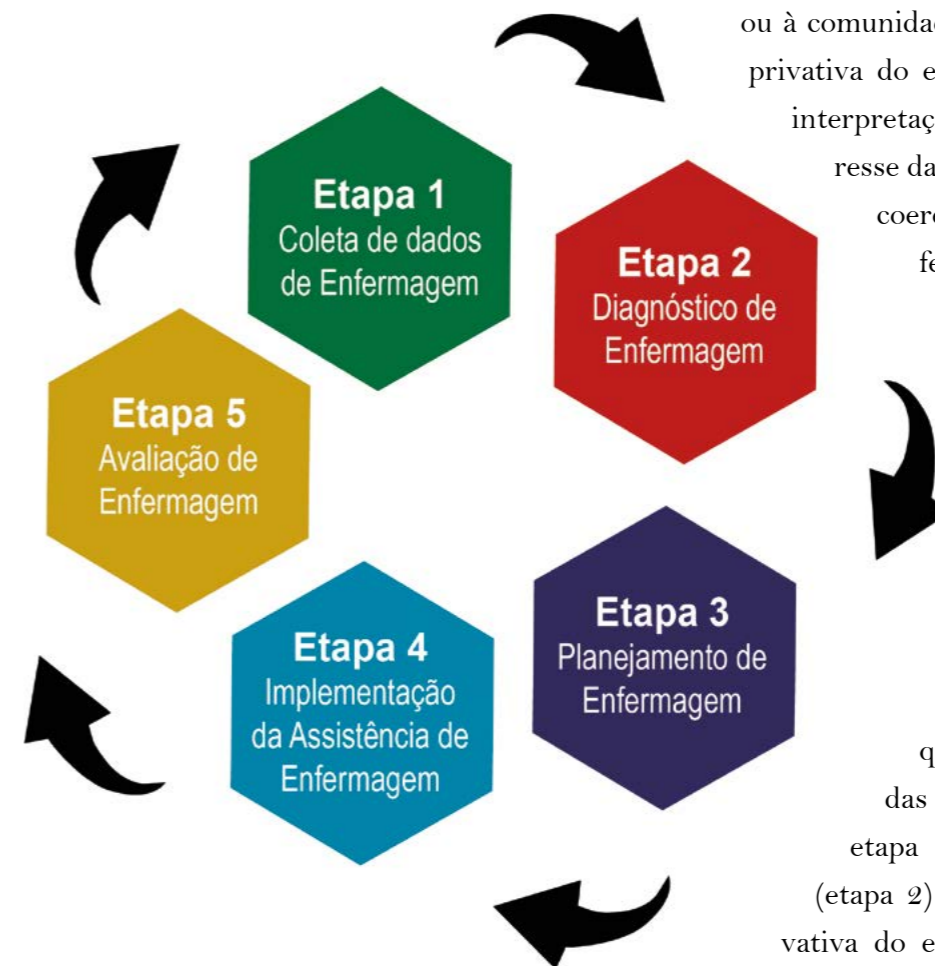 ou à comunidad
privativa do e
interpretaç
resse da
coer
fe
Etapa 1
Coleta de dados
de Enfermagem
Etapa 2
Diagnóstico de
Enfermagem
Etapa 3
Planejamento de
Enfermagem
Etapa 4
Implementação
da Assistência de
Enfermagem
Etapa 5
Avaliação de
Enfermagem
q
das
etapa
(etapa 2)
vativa do e